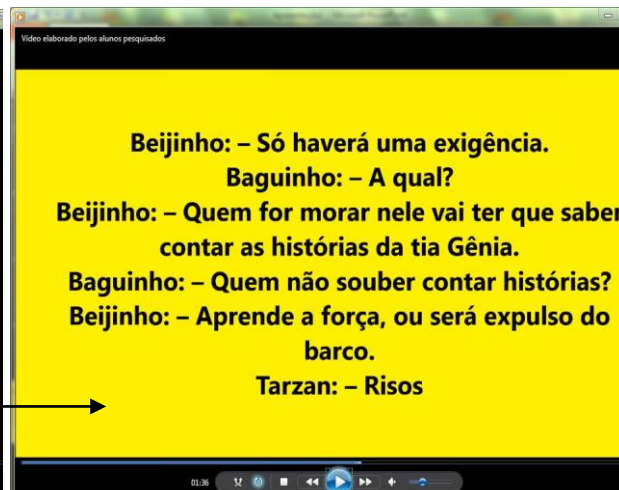 Vídeo elaborado pelos alunos pesquisados
Beijinho: – Só haverá uma exigência.
Baguinho: – A qual?
Beijinho: – Quem for morar nele vai ter que saber
contar as histórias da tia Gênia.
Baguinho: – Quem não souber contar histórias?
Beijinho: – Aprende a força, ou será expulso do
barco.
Tarzan: – Risos
01:36